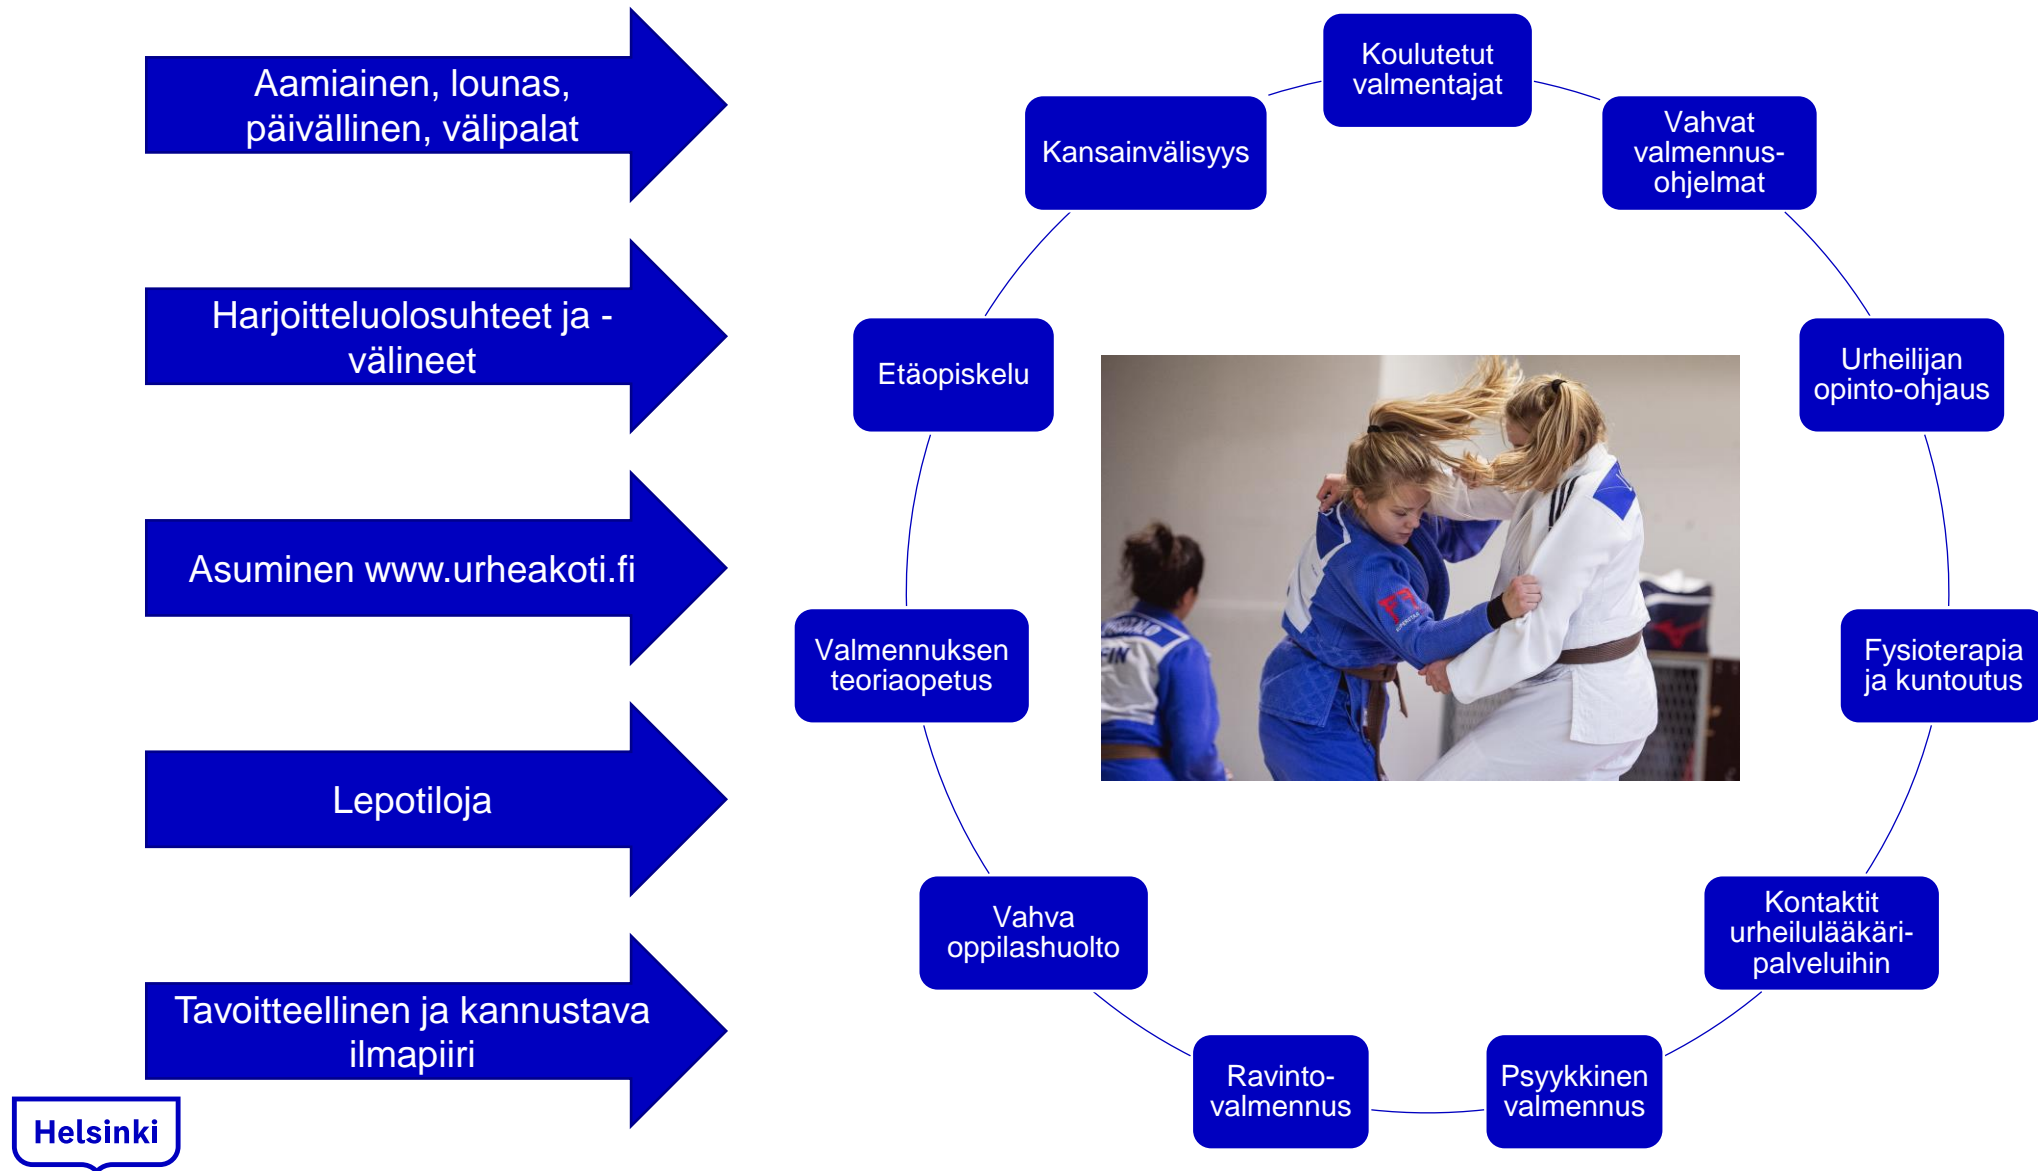 Aamiainen, lounas,
päivällinen, välipalat
Harjoitteluolosuhteet ja -
välineet
Asuminen www.urheakoti.fi
Lepotiloja
Tavoitteellinen ja kannustava
ilmapiiri
Helsinki
Koulutetut
valmentajat
Vahvat
valmennus-
ohjelmat
Urheilijan
opinto-ohjaus
Fysioterapia
ja kuntoutus
Kontaktit
urheilulääkäri-
palveluihin
Psyykkinen
valmennus
Ravinto-
valmennus
Vahva
oppilashuolto
Valmennuksen
teoriaopetus
Etäopiskelu
Kansainvälisyys
FIN